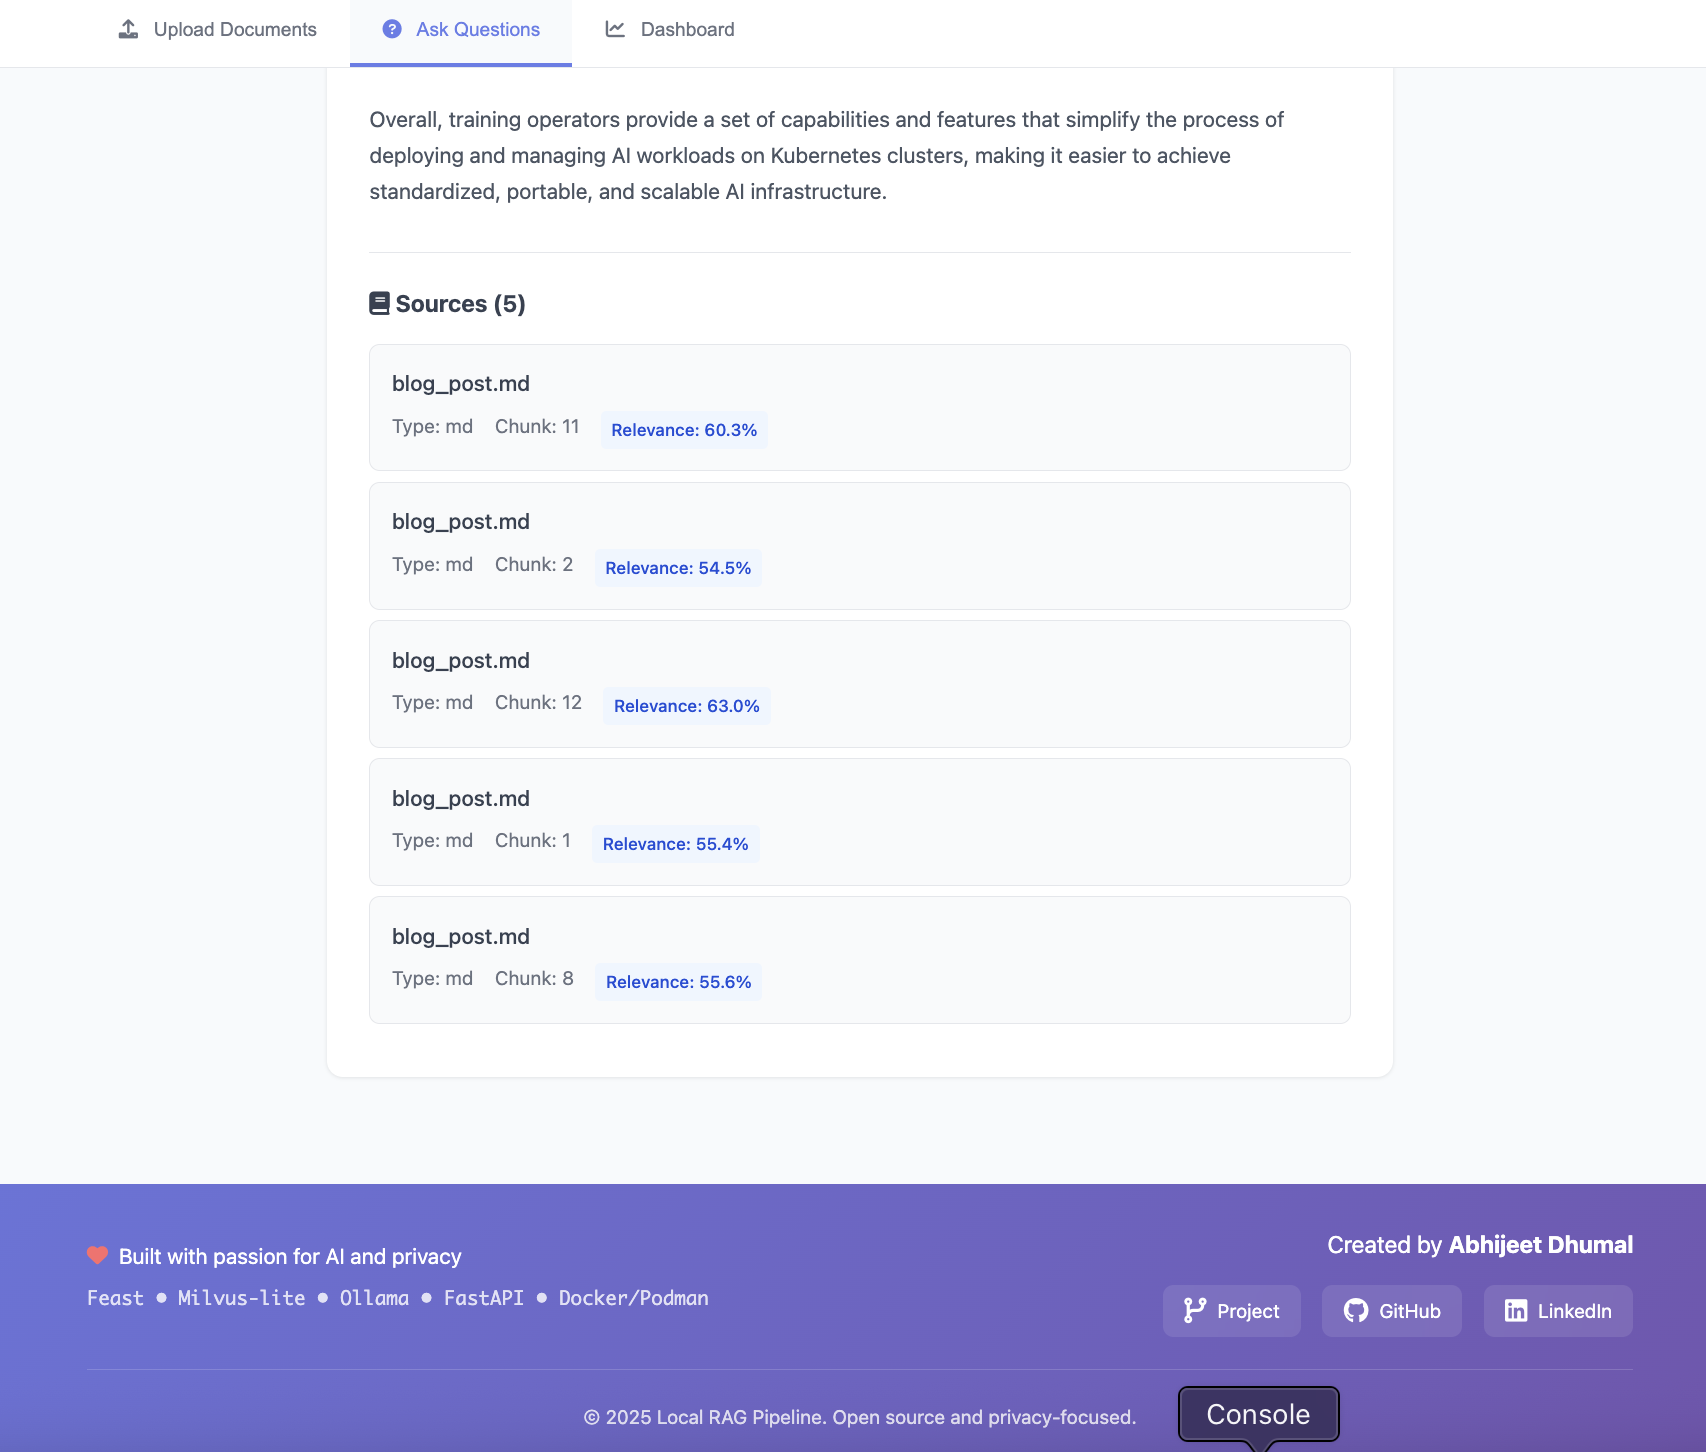 Upload Documents
Ask Questions
Dashboard
Overall, training operators provide a set of capabilities and features that simplify the process of
deploying and managing AI workloads on Kubernetes clusters, making it easier to achieve
standardized, portable, and scalable AI infrastructure.
Sources (5)
blog_post.md
Type: md Chunk: 11 Relevance: 60.3%
blog_post.md
Type: md Chunk: 2 Relevance: 54.5%
blog_post.md
Type: md Chunk: 12 Relevance: 63.0%
blog_post.md
Type: md Chunk: 1 Relevance: 55.4%
blog_post.md
Type: md Chunk: 8 Relevance: 55.6%
Built with passion for AI and privacy
Feast ● Milvus-lite ● Ollama ● FastAPI ● Docker/Podman
Created by Abhijeet Dhumal
Project
GitHub
LinkedIn
© 2025 Local RAG Pipeline. Open source and privacy-focused.
Console